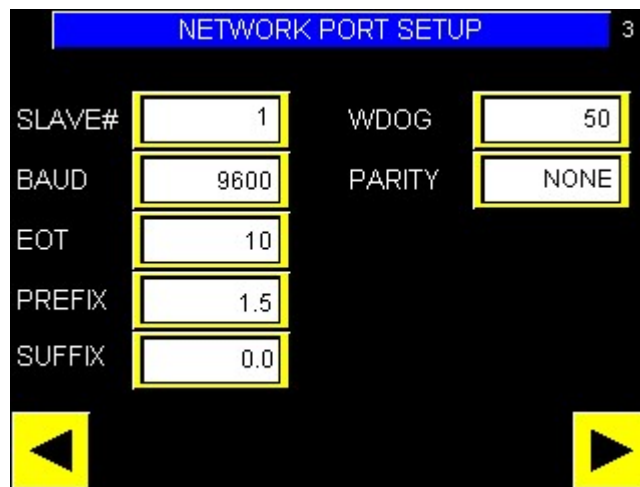 NETWORK PORT SETUP 3
SLAVE# 1 WDOG 50
BAUD 9600 PARITY NONE
EOT 10
PREFIX 1.5
SUFFIX 0.0